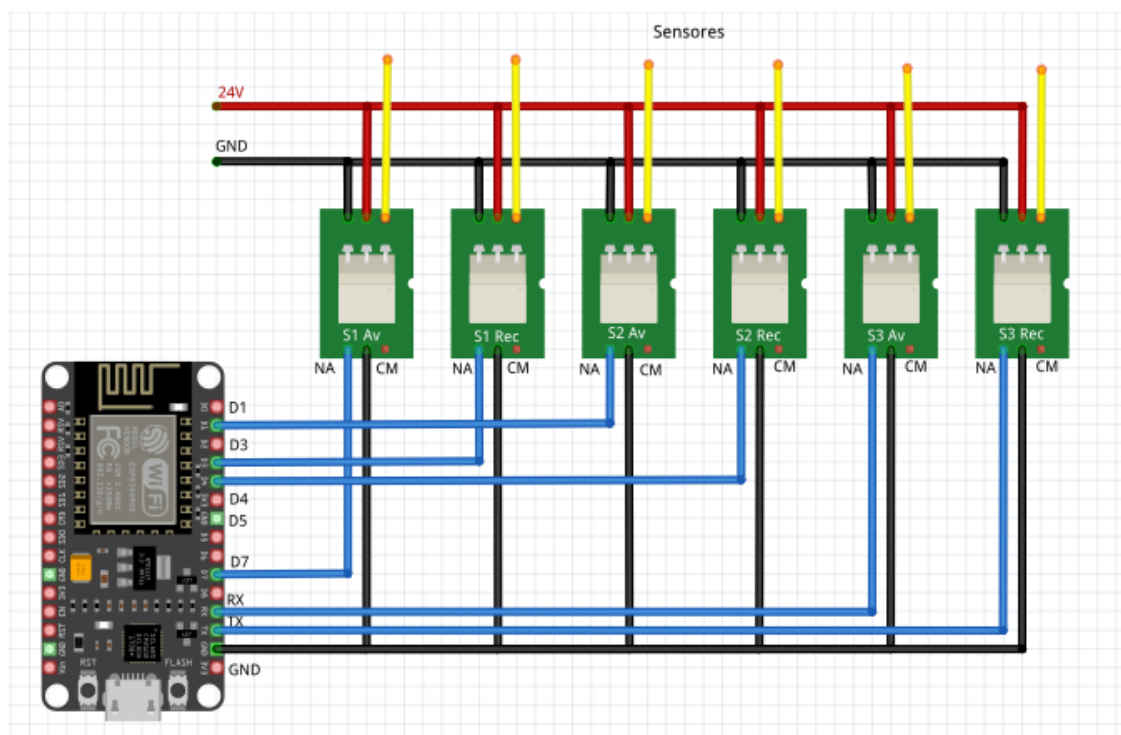 Sensores
24V
GND
S1 Av
S1 Rec
S2 Av
S2 Rec
S3 Av
S3 Rec
NA
CM
NA
CM
NA
CM
NA
CM
NA
CM
NA
CM
D1
D3
D4
D5
D7
RX
TX
GND
WiFi
RST
FLASH